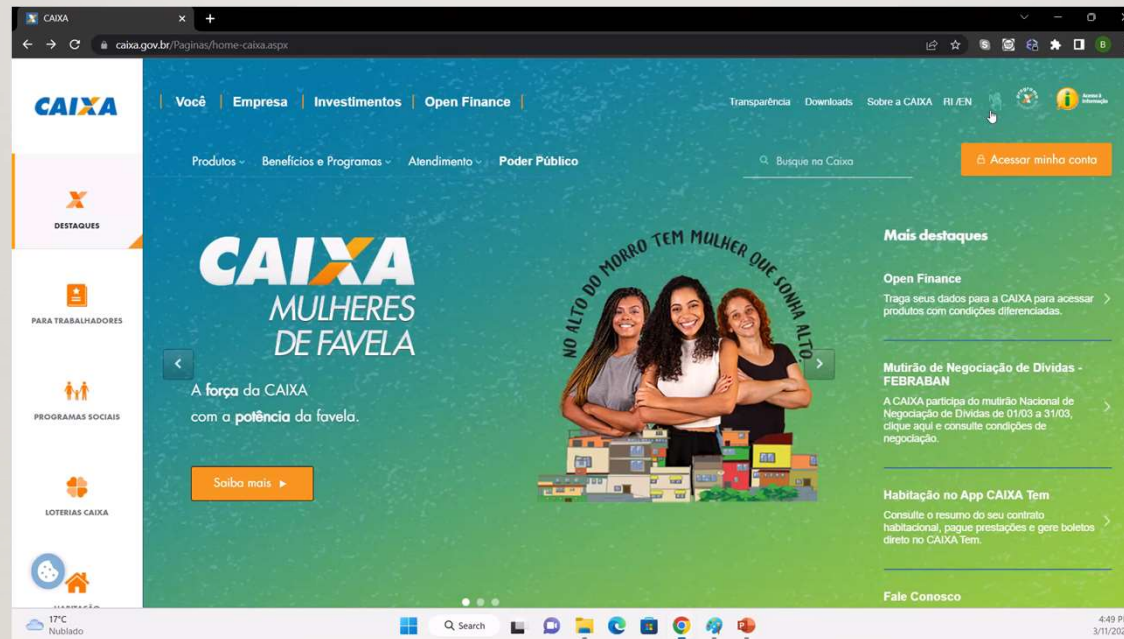 CAIXA
caixa.gov.br/Paginas/home-caixa.aspx
B
CAIXA
Você
Empresa
Investimentos
Open Finance
Transparência
Downloads
Sobre a CAIXA
RI /EN
Acesso à
Informação
Produtos
Benefícios e Programas
Atendimento
Poder Público
Busque na Caixa
Acessar minha conta
DESTAQUES
PARA TRABALHADORES
PROGRAMAS SOCIAIS
LOTERIAS CAIXA
CAIXA
MULHERES
DE FAVELA
A força da CAIXA
com a potência da favela.
Saiba mais
NO ALTO DO MORRO TEM MULHER QUE SONHA ALTO.
Mais destaques
Open Finance
Traga seus dados para a CAIXA para acessar
produtos com condições diferenciadas.
Mutirão de Negociação de Dívidas -
FEBRABAN
A CAIXA participa do mutirão Nacional de
Negociação de Dívidas de 01/03 a 31/03,
clique aqui e consulte condições de
negociação.
Habitação no App CAIXA Tem
Consulte o resumo do seu contrato
habitacional, pague prestações e gere boletos
direto no CAIXA Tem.
Fale Conosco
17°C
Nublado
Search
4:49 P
3/11/202